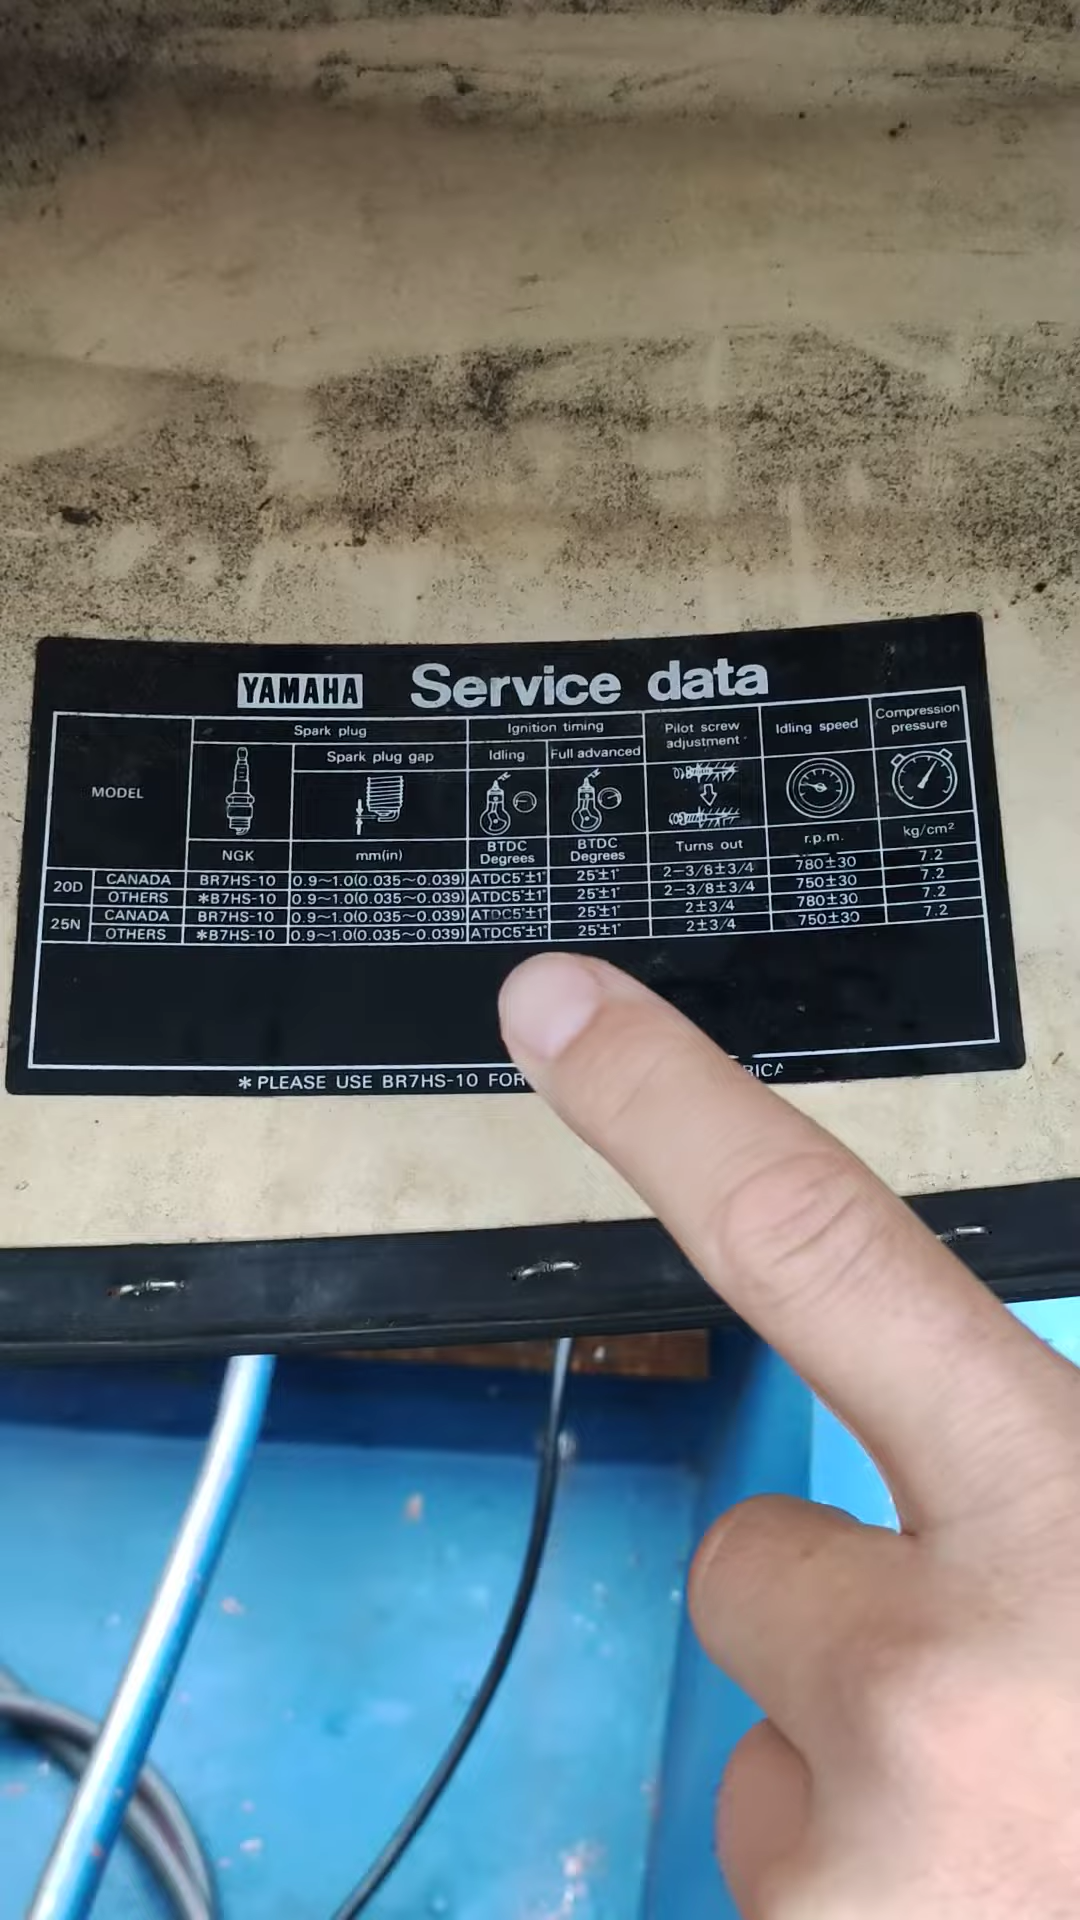 YAMAHA Service data
MODEL
Spark plug
Spark plug gap
NGK
mm(in)
Ignition timing
Idling
Full advanced
BTDC Degrees
BTDC Degrees
Pilot screw adjustment
Turns out
Idling speed
r.p.m.
Compression pressure
kg/cm²
20D CANADA BR7HS-10 0.9~1.0(0.035~0.039) ATDC5°±1° 25°±1° 2-3/8±3/4 780±30 7.2
OTHERS *B7HS-10 0.9~1.0(0.035~0.039) ATDC5°±1° 25°±1° 2-3/8±3/4 750±30 7.2
25N CANADA BR7HS-10 0.9~1.0(0.035~0.039) ATDC5°±1° 25°±1° 2±3/4 780±30 7.2
OTHERS *B7HS-10 0.9~1.0(0.035~0.039) ATDC5°±1° 25°±1° 2±3/4 750±30 7.2
*PLEASE USE BR7HS-10 FOR